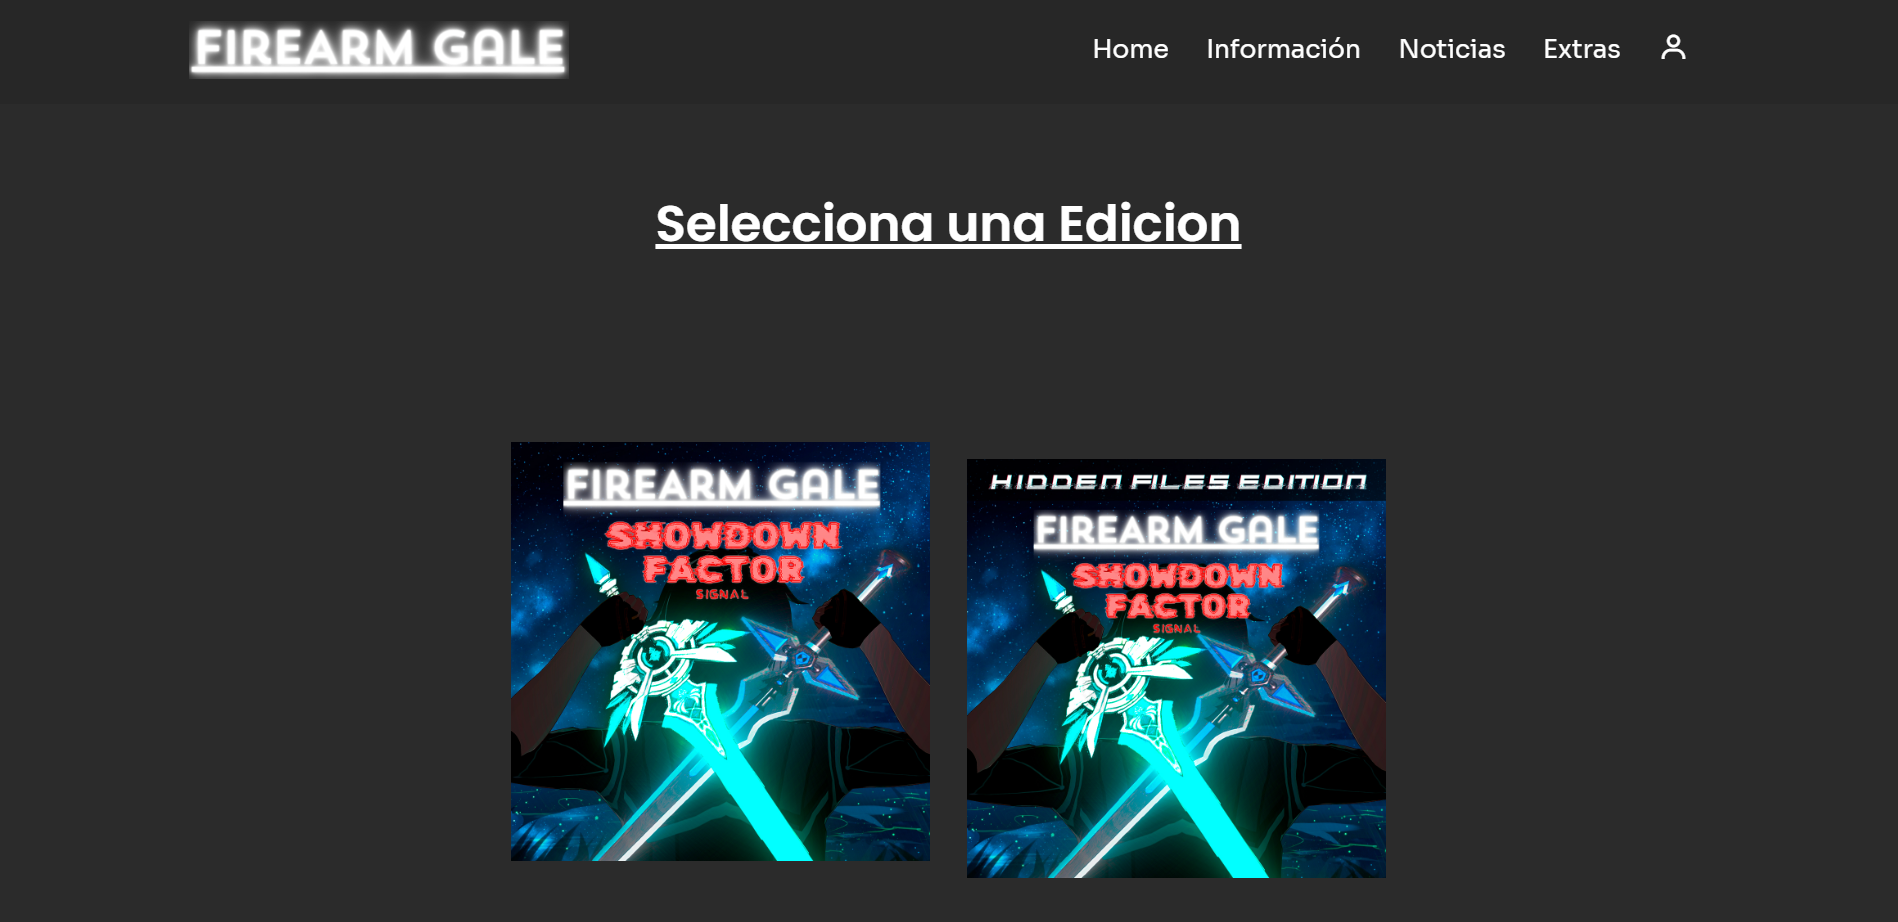 FIREARM GALE
Home Información Noticias Extras
Selecciona una Edicion
FIREARM GALE
SHOWDOWN
FACTOR
SIGNAL
HIDDEN FILES EDITION
FIREARM GALE
SHOWDOWN
FACTOR
SIGNAL